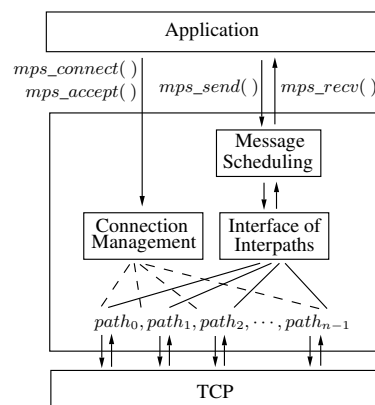 Application
mps_connect( )
mps_accept( )
mps_send( )
mps_recv( )
Message
Scheduling
Connection
Management
Interface of
Interpaths
path₀, path₁, path₂, ⋯, pathₙ₋₁
TCP